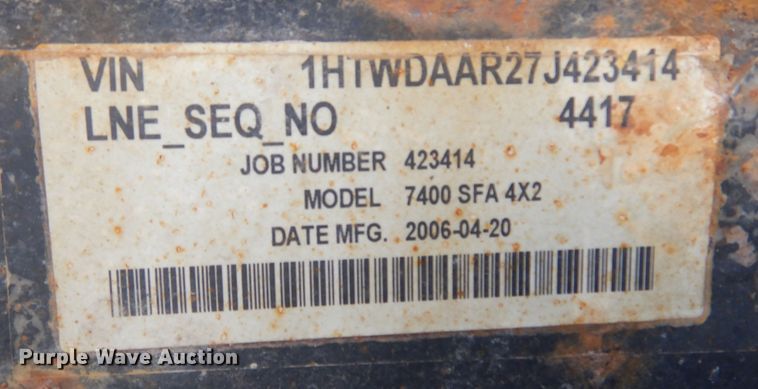 VIN 1HTWDAAR27J423414
LNE_SEQ_NO 4417
JOB NUMBER 423414
MODEL 7400 SFA 4X2
DATE MFG. 2006-04-20
Purple Wave Auction